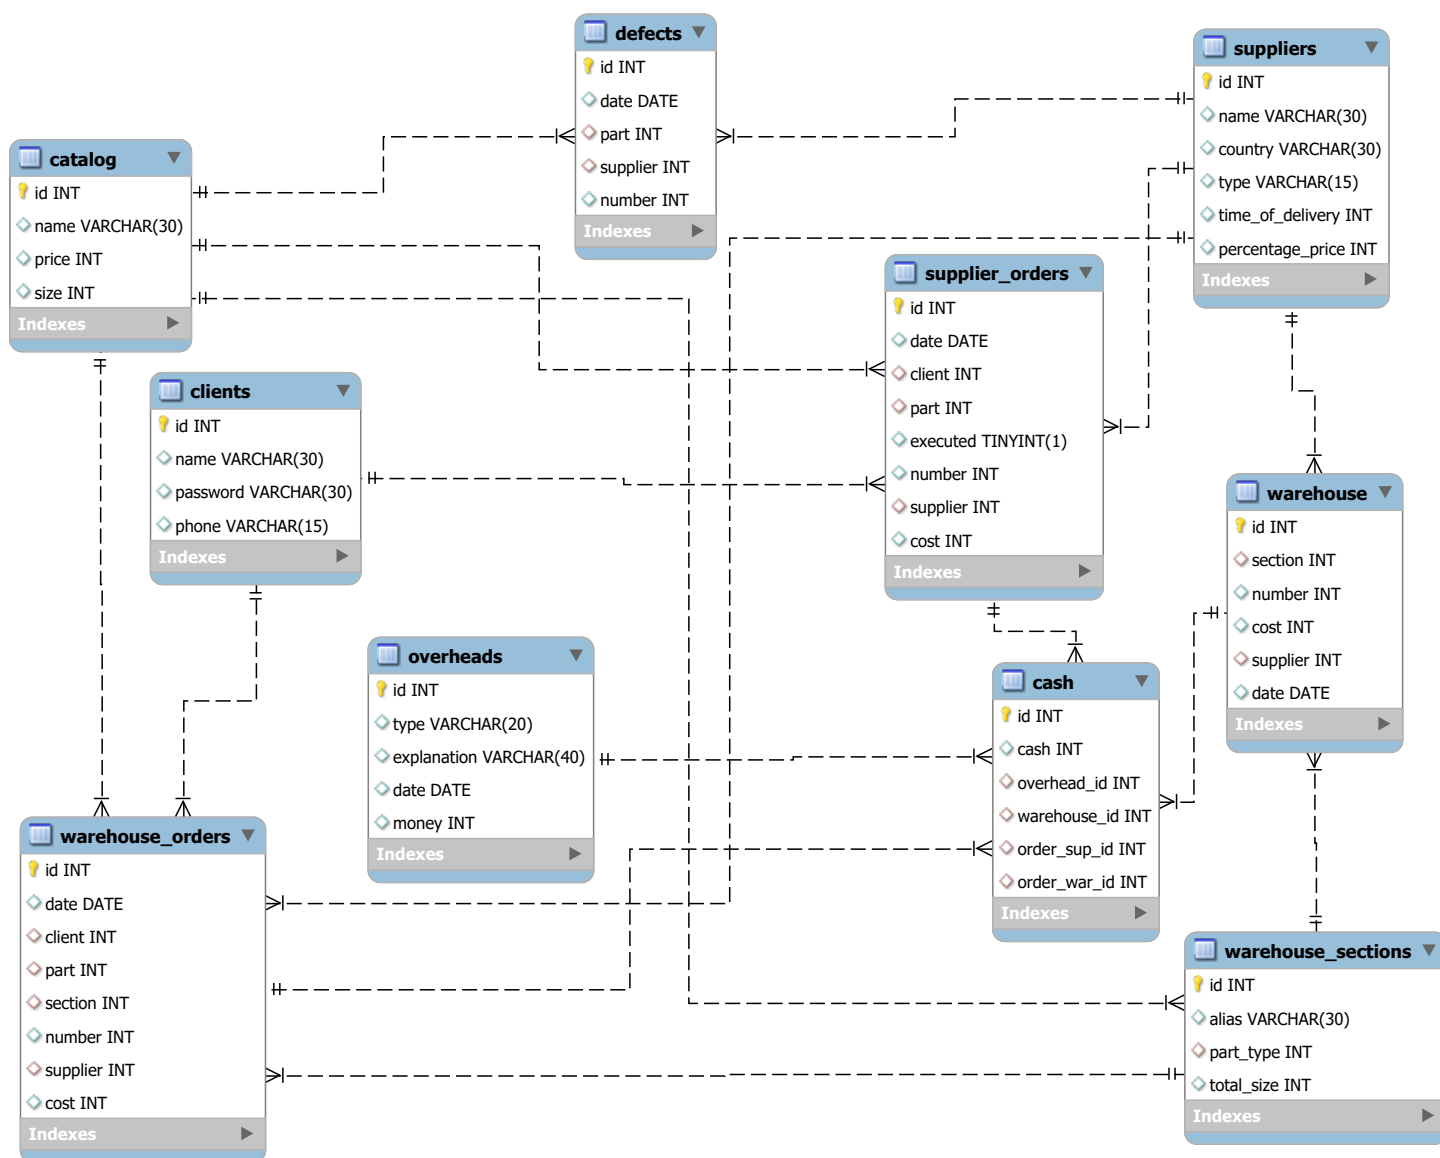 defects
id INT
date DATE
part INT
supplier INT
number INT
Indexes
suppliers
id INT
name VARCHAR(30)
country VARCHAR(30)
type VARCHAR(15)
time_of_delivery INT
percentage_price INT
Indexes
catalog
id INT
name VARCHAR(30)
price INT
size INT
Indexes
supplier_orders
id INT
date DATE
client INT
part INT
executed TINYINT(1)
number INT
supplier INT
cost INT
Indexes
clients
id INT
name VARCHAR(30)
password VARCHAR(30)
phone VARCHAR(15)
Indexes
warehouse
id INT
section INT
number INT
cost INT
supplier INT
date DATE
Indexes
overheads
id INT
type VARCHAR(20)
explanation VARCHAR(40)
date DATE
money INT
Indexes
cash
id INT
cash INT
overhead_id INT
warehouse_id INT
order_sup_id INT
order_war_id INT
Indexes
warehouse_orders
id INT
date DATE
client INT
part INT
section INT
number INT
supplier INT
cost INT
Indexes
warehouse_sections
id INT
alias VARCHAR(30)
part_type INT
total_size INT
Indexes